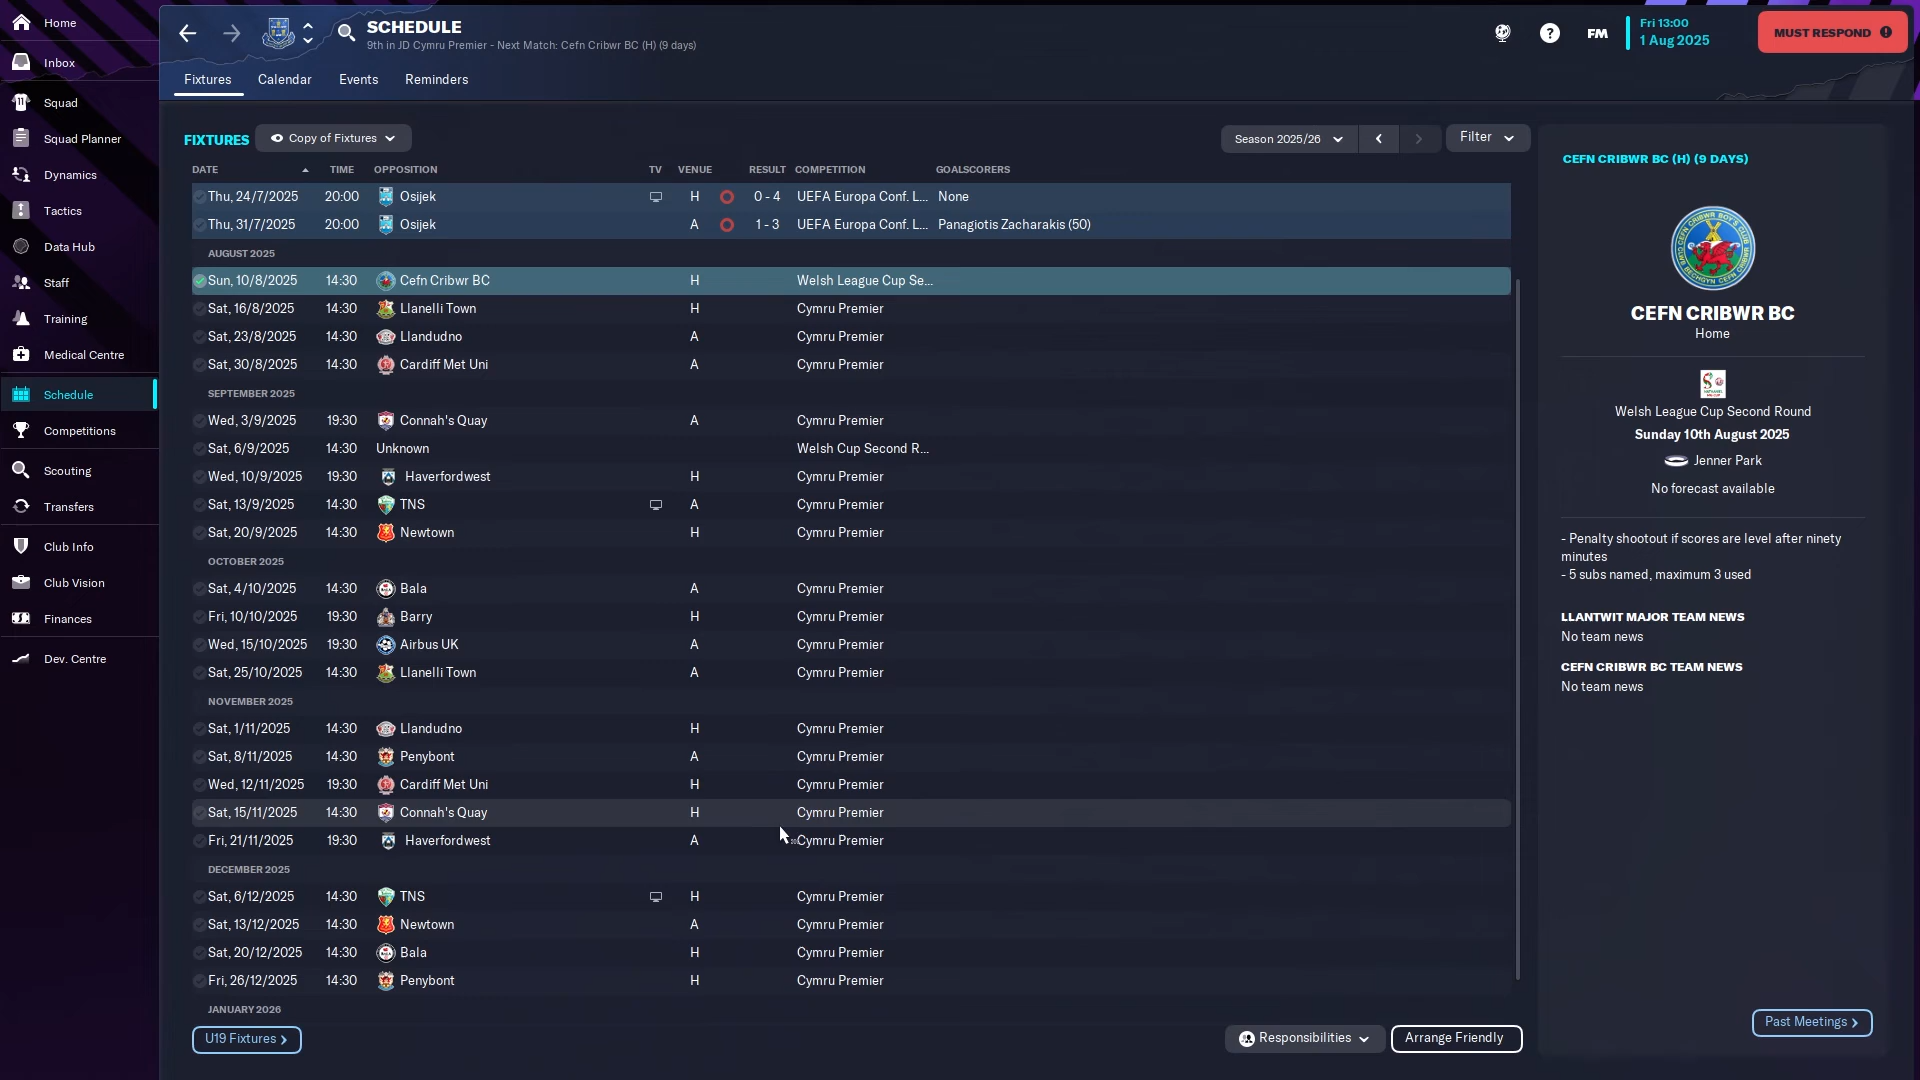 Home
Inbox
Squad
Squad Planner
Dynamics
Tactics
Data Hub
Staff
Training
Medical Centre
Schedule
Competitions
Scouting
Transfers
Club Info
Club Vision
Finances
Dev. Centre
SCHEDULE
9th in JD Cymru Premier - Next Match: Cefn Cribwr BC (H) (9 days)
FM
Fri 13:00
1 Aug 2025
MUST RESPOND
Fixtures Calendar Events Reminders
FIXTURES Copy of Fixtures Season 2025/26 Filter
DATE TIME OPPOSITION TV VENUE RESULT COMPETITION GOALSCORERS
Thu, 24/7/2025 20:00 Osijek H 0 - 4 UEFA Europa Conf. L... None
Thu, 31/7/2025 20:00 Osijek A 1 - 3 UEFA Europa Conf. L... Panagiotis Zacharakis (50)
AUGUST 2025
Sun, 10/8/2025 14:30 Cefn Cribwr BC H Welsh League Cup Se...
Sat, 16/8/2025 14:30 Llanelli Town H Cymru Premier
Sat, 23/8/2025 14:30 Llandudno A Cymru Premier
Sat, 30/8/2025 14:30 Cardiff Met Uni A Cymru Premier
SEPTEMBER 2025
Wed, 3/9/2025 19:30 Connah's Quay A Cymru Premier
Sat, 6/9/2025 14:30 Unknown Welsh Cup Second R...
Wed, 10/9/2025 19:30 Haverfordwest H Cymru Premier
Sat, 13/9/2025 14:30 TNS A Cymru Premier
Sat, 20/9/2025 14:30 Newtown H Cymru Premier
OCTOBER 2025
Sat, 4/10/2025 14:30 Bala A Cymru Premier
Fri, 10/10/2025 19:30 Barry H Cymru Premier
Wed, 15/10/2025 19:30 Airbus UK A Cymru Premier
Sat, 25/10/2025 14:30 Llanelli Town A Cymru Premier
NOVEMBER 2025
Sat, 1/11/2025 14:30 Llandudno H Cymru Premier
Sat, 8/11/2025 14:30 Penybont A Cymru Premier
Wed, 12/11/2025 19:30 Cardiff Met Uni H Cymru Premier
Sat, 15/11/2025 14:30 Connah's Quay H Cymru Premier
Fri, 21/11/2025 19:30 Haverfordwest A Cymru Premier
DECEMBER 2025
Sat, 6/12/2025 14:30 TNS H Cymru Premier
Sat, 13/12/2025 14:30 Newtown A Cymru Premier
Sat, 20/12/2025 14:30 Bala H Cymru Premier
Fri, 26/12/2025 14:30 Penybont H Cymru Premier
JANUARY 2026
U19 Fixtures Responsibilities Arrange Friendly
CEFN CRIBWR BC (H) (9 DAYS)
CEFN CRIBWR BC
Home
Welsh League Cup Second Round
Sunday 10th August 2025
Jenner Park
No forecast available
- Penalty shootout if scores are level after ninety
minutes
- 5 subs named, maximum 3 used
LLANTWIT MAJOR TEAM NEWS
No team news
CEFN CRIBWR BC TEAM NEWS
No team news
Past Meetings